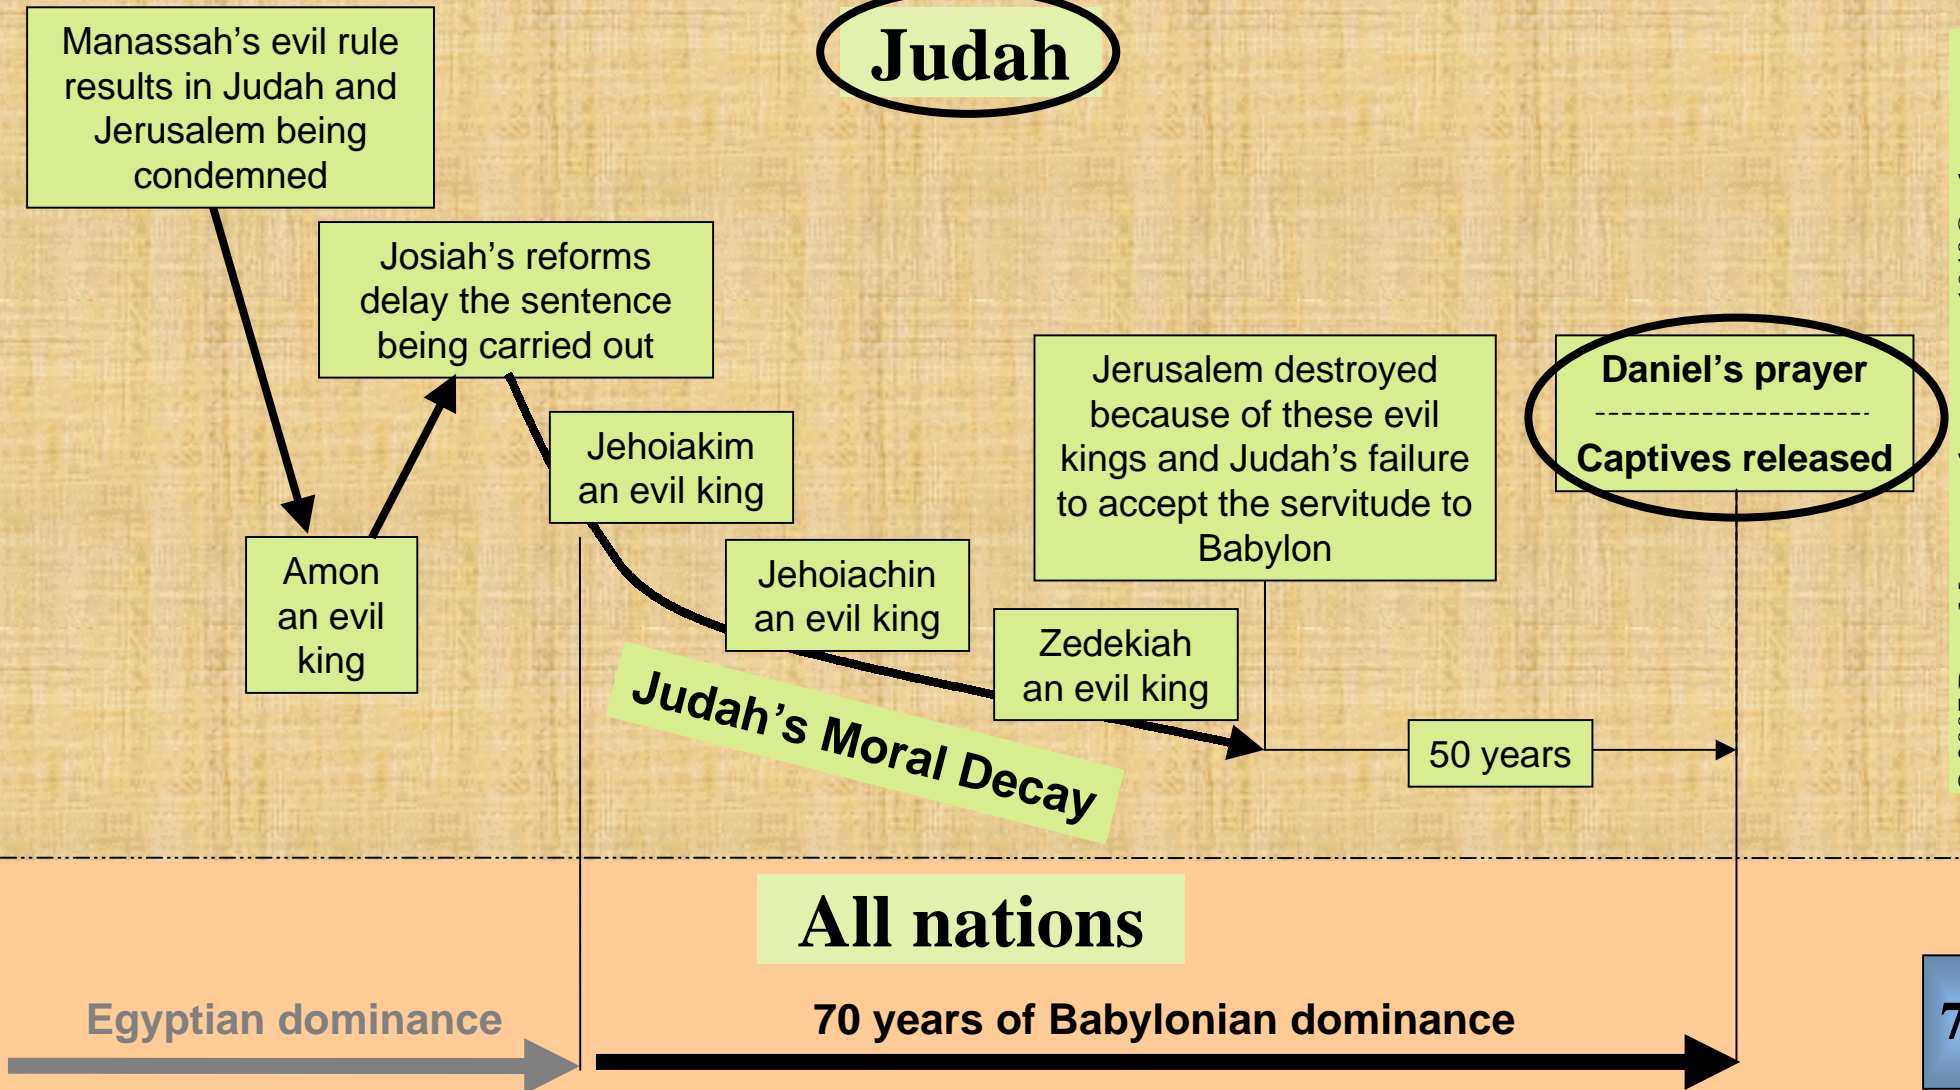 Judah
Manassah's evil rule
results in Judah and
Jerusalem being
condemned
Josiah's reforms
delay the sentence
being carried out
Amon
an evil
king
Jehoiakim
an evil king
Jehoiachin
an evil king
Zedekiah
an evil king
Judah's Moral Decay
Jerusalem destroyed
because of these evil
kings and Judah's failure
to accept the servitude to
Babylon
Daniel's prayer
Captives released
50 years
All nations
Egyptian dominance
70 years of Babylonian dominance
7